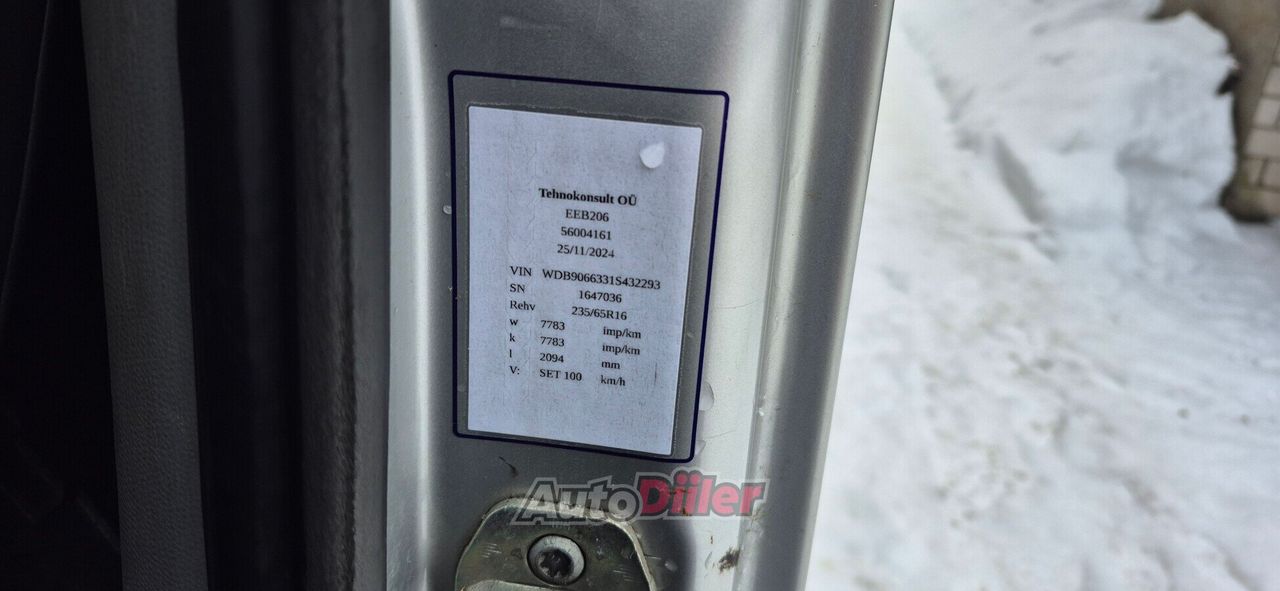 Tehnokonsult OÜ
EEB206
56004161
25/11/2024
VIN WDB9066331S432293
SN 1647036
Rehv 235/65R16
w 7783 imp/km
k 7783 imp/km
l 2094 mm
V: SET 100 km/h
AutoDiiler